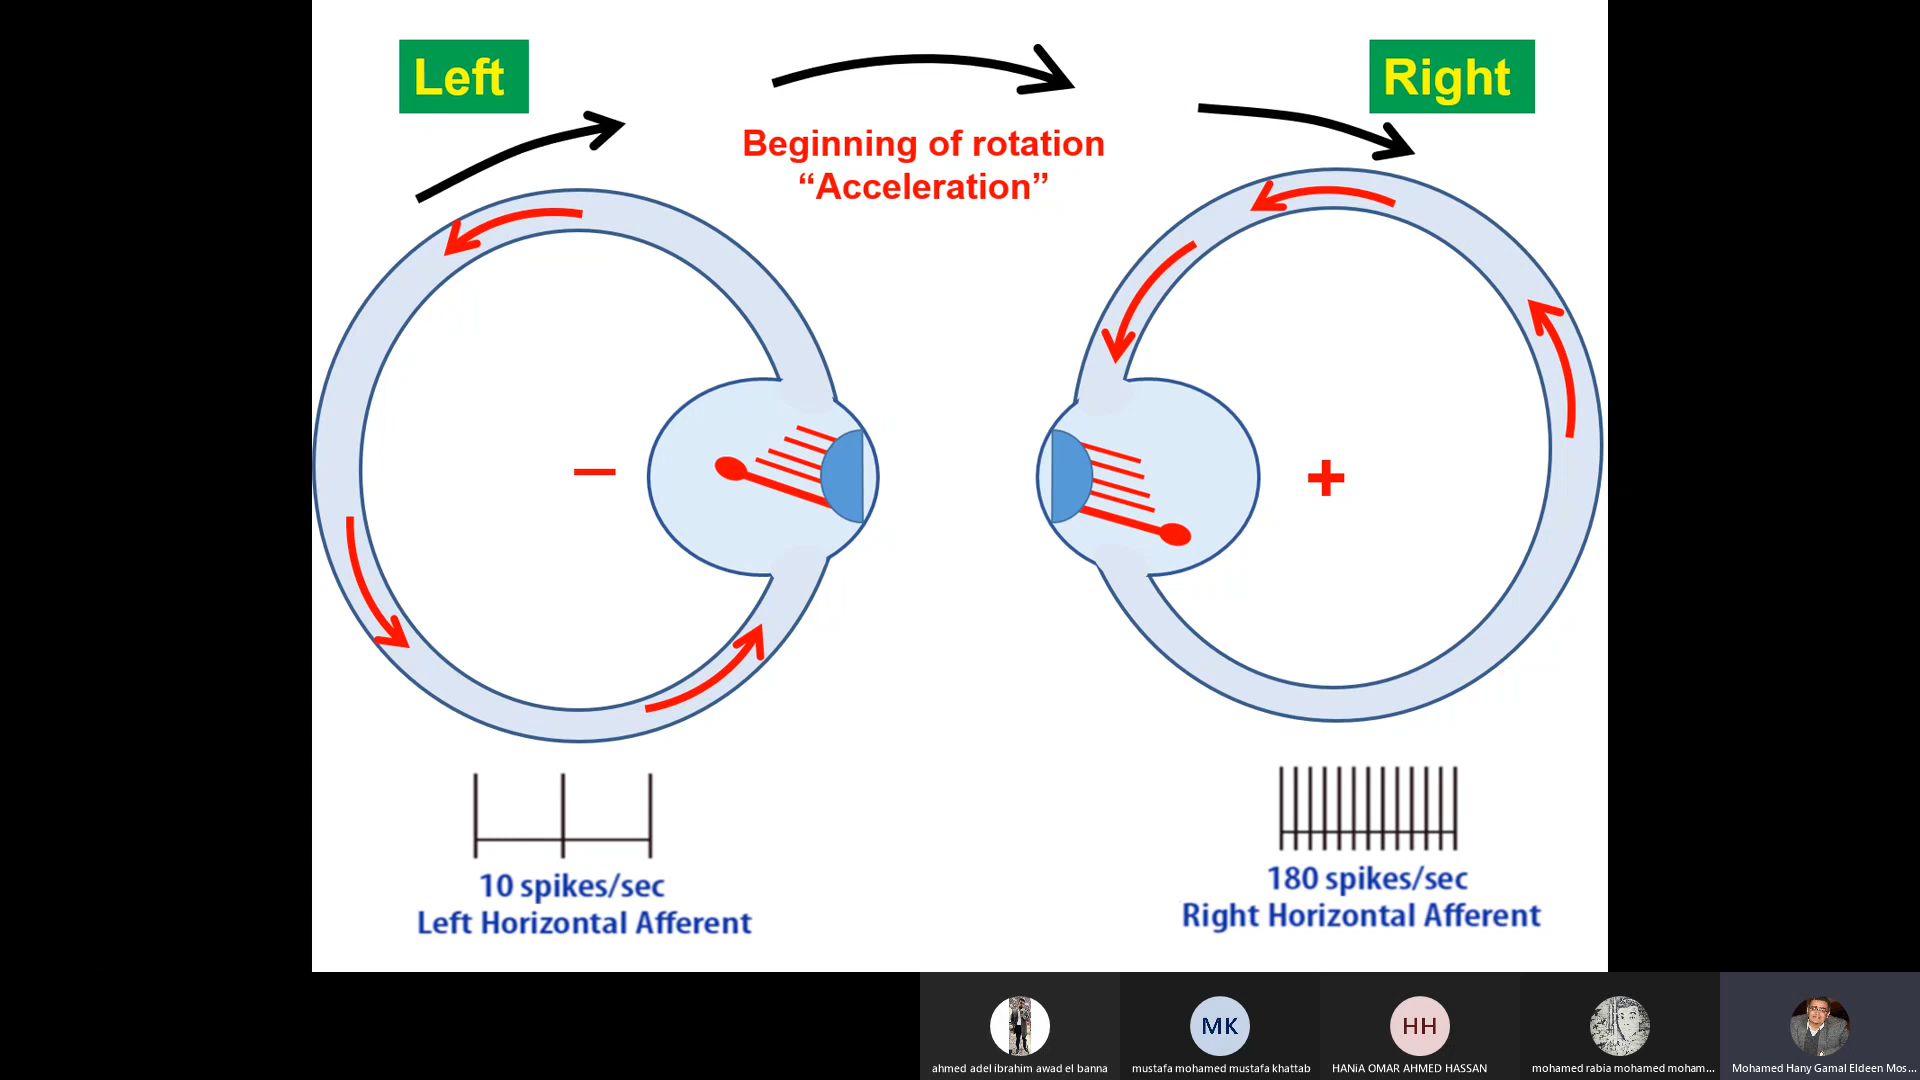 Left
Right
Beginning of rotation
“Acceleration”
–
+
10 spikes/sec
Left Horizontal Afferent
180 spikes/sec
Right Horizontal Afferent
MK
HH
ahmed adel ibrahim awad el banna
mustafa mohamed mustafa khattab
HANiA OMAR AHMED HASSAN
mohamed rabia mohamed moham...
Mohamed Hany Gamal Eldeen Mos...